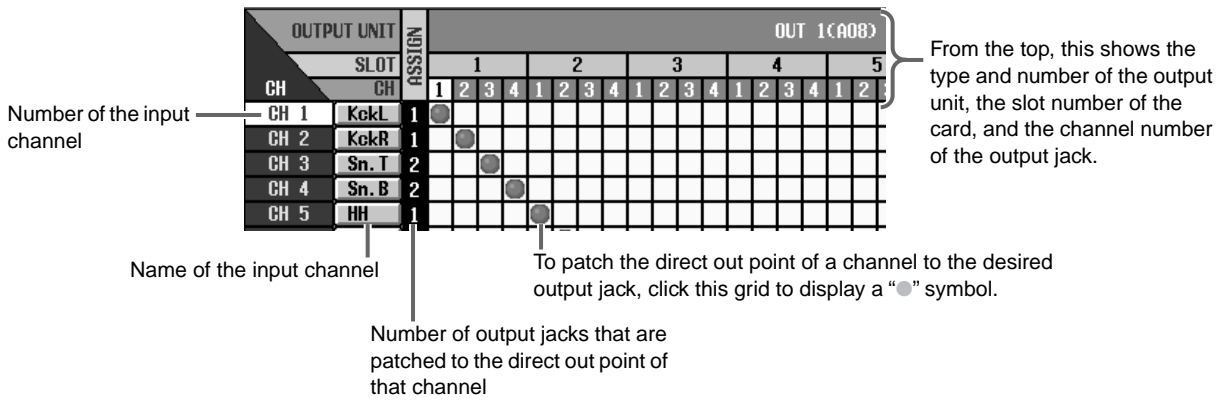 OUTPUT UNIT
ASSIGN
OUT 1(A08)
SLOT
1 2 3 4 5
CH
CH
1 2 3 4 1 2 3 4 1 2 3 4 1 2 3 4 1 2
CH 1 KckL 1
CH 2 KckR 1
CH 3 Sn.T 2
CH 4 Sn.B 2
CH 5 HH 1
Number of the input
channel
From the top, this shows the
type and number of the output
unit, the slot number of the
card, and the channel number
of the output jack.
Name of the input channel
To patch the direct out point of a channel to the desired
output jack, click this grid to display a “●” symbol.
Number of output jacks that are
patched to the direct out point of
that channel